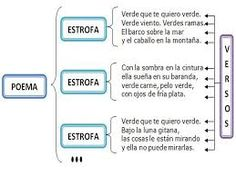 POEMA
ESTROFA
Verde que te quiero verde.
Verde viento. Verdes ramas.
El barco sobre la mar
y el caballo en la montaña.
ESTROFA
Con la sombra en la cintura
ella sueña en su baranda,
verde carne, pelo verde,
con ojos de fría plata.
ESTROFA
Verde que te quiero verde.
Bajo la luna gitana,
las cosas le están mirando
y ella no puede mirarlas.
VERSOS